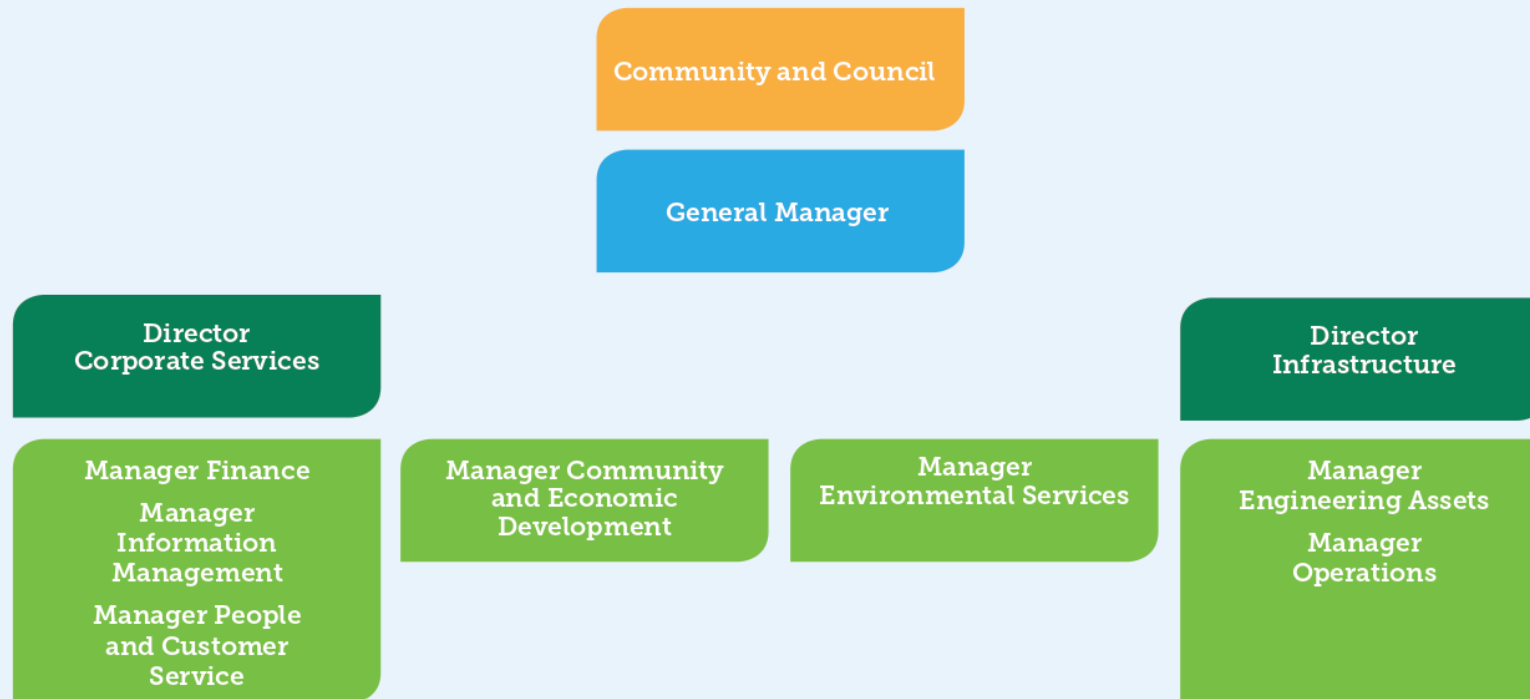 Community and Council
General Manager
Director
Corporate Services
Director
Infrastructure
Manager Finance
Manager
Information
Management
Manager People
and Customer
Service
Manager Community
and Economic
Development
Manager
Environmental Services
Manager
Engineering Assets
Manager
Operations